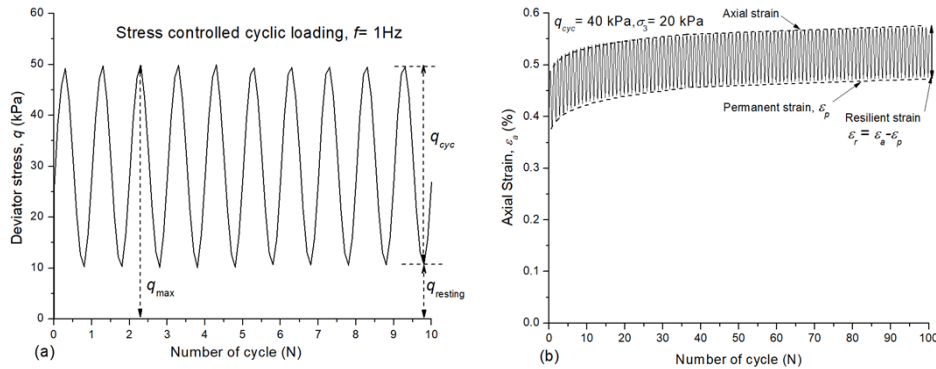 Stress controlled cyclic loading, f= 1Hz
Deviator stress, q (kPa)
60
50
40
30
20
10
0
q_cyc
q_max
q_resting
0 1 2 3 4 5 6 7 8 9 10
(a)
Number of cycle (N)
q_cyc = 40 kPa, σ_3 = 20 kPa
Axial strain
Permanent strain, ε_p
Resilient strain
ε_r = ε_a-ε_p
Axial Strain, ε_a (%)
0.6
0.5
0.4
0.3
0.2
0.1
0.0
0 10 20 30 40 50 60 70 80 90 100
(b)
Number of cycle (N)